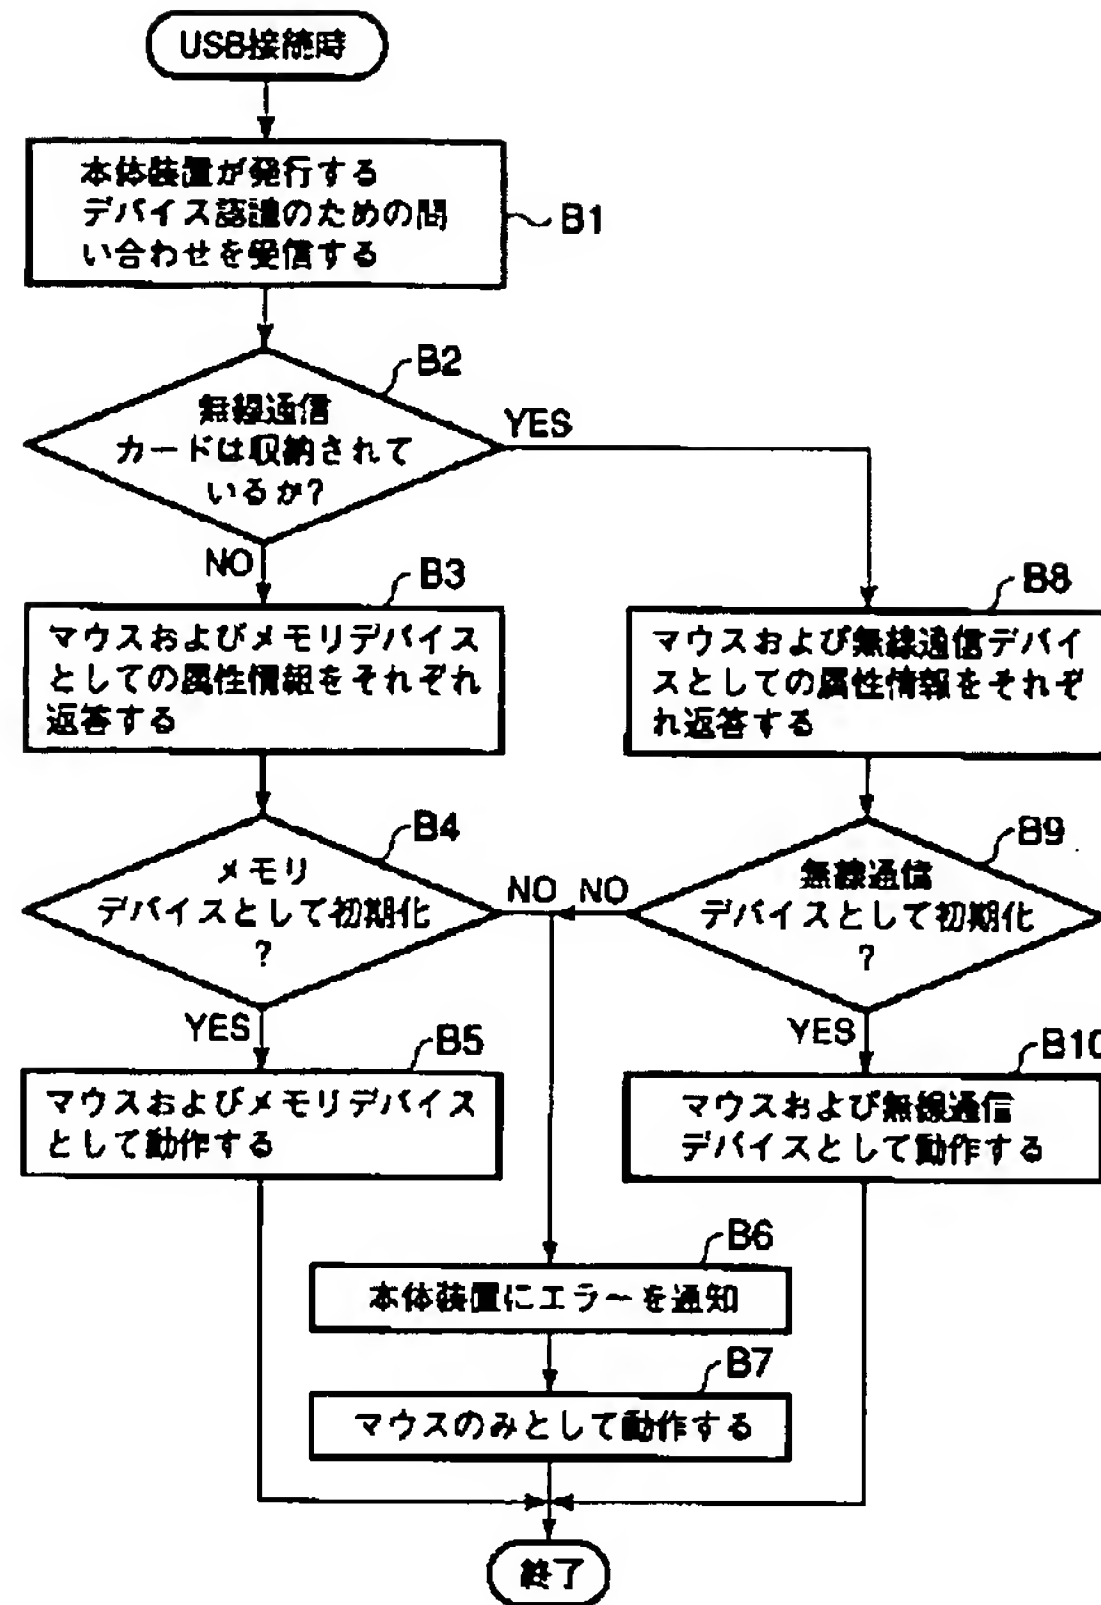 USB接続時
本体装置が発行する
デバイス認識のための問
い合わせを受信する
B1
B2
無線通信
カードは収納されて
いるか?
YES
NO
B3
マウスおよびメモリデバイス
としての属性情組をそれぞれ
返答する
B8
マウスおよび無線通信デバイ
スとしての属性情報をそれぞ
れ返答する
B4
メモリ
デバイスとして初期化
?
NO
NO
B9
無線通信
デバイスとして初期化
?
YES
YES
B5
マウスおよびメモリデバイス
として動作する
B10
マウスおよび無線通信
デバイスとして動作する
B6
本体装置にエラーを通知
B7
マウスのみとして動作する
終了